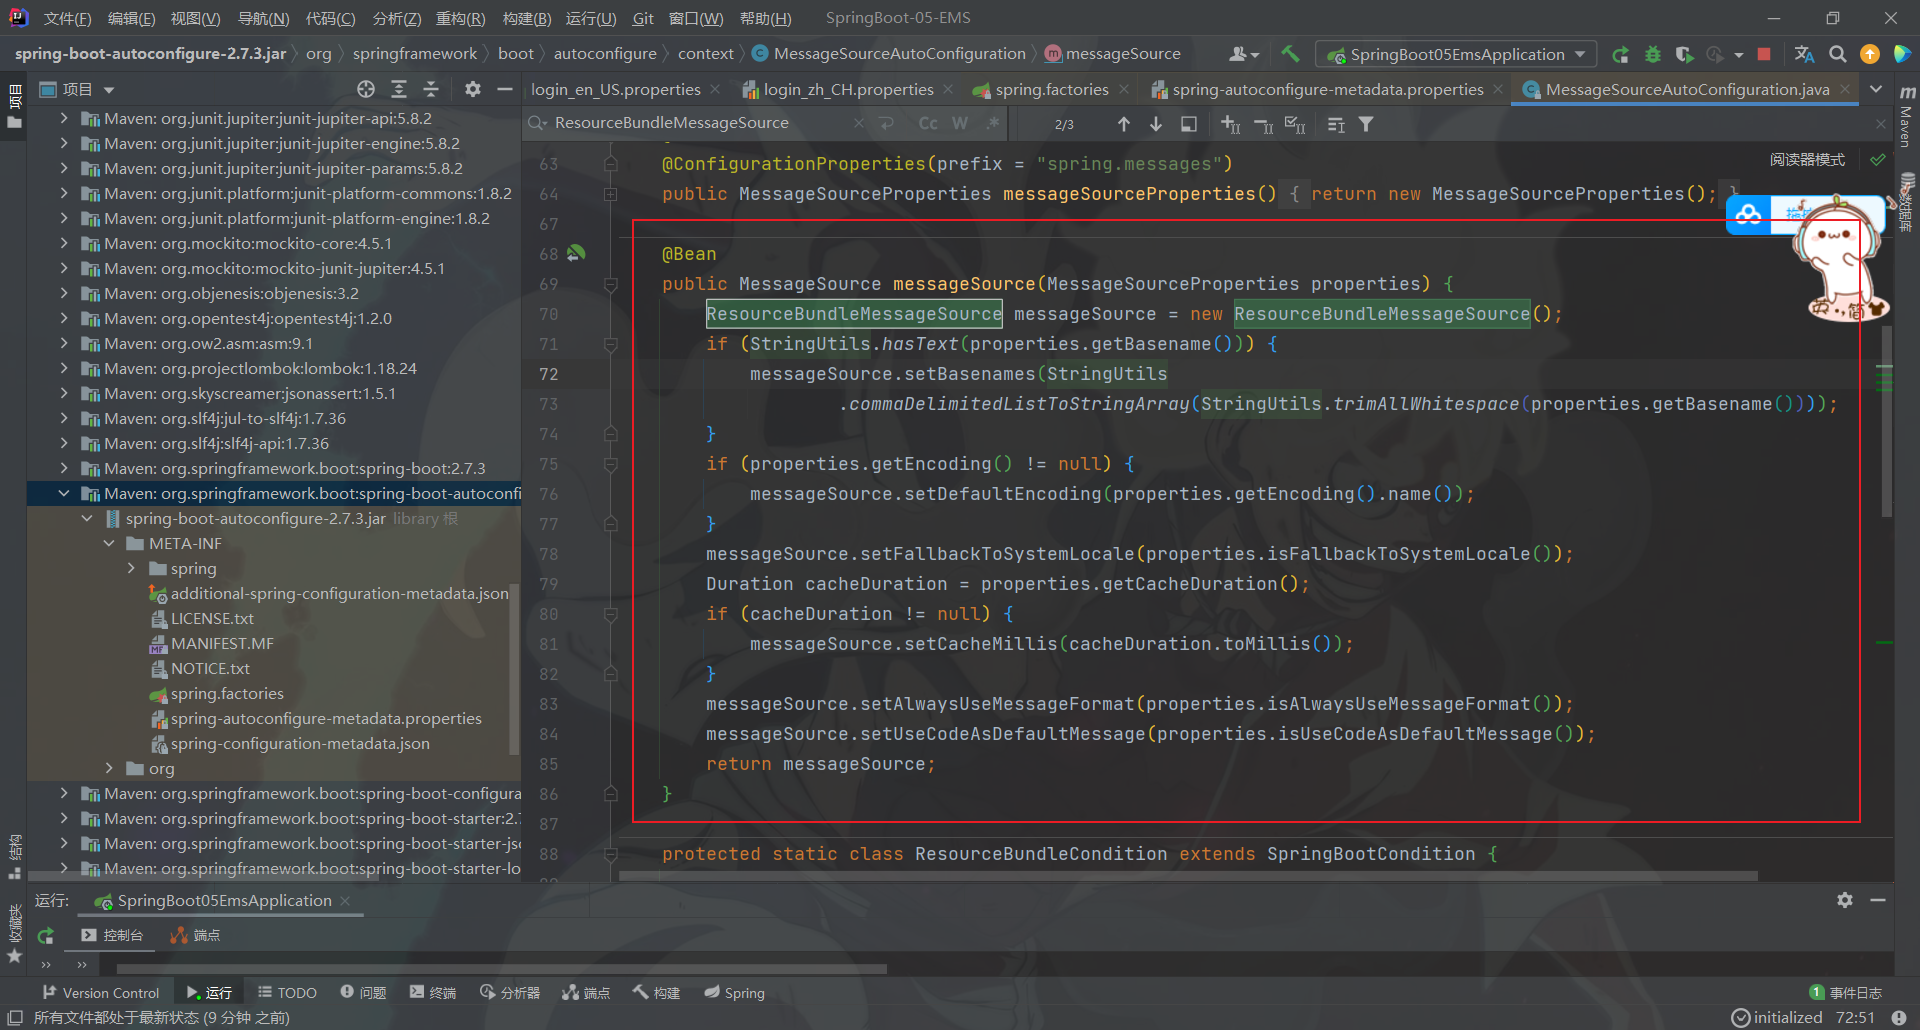 文件(F) 编辑(E) 视图(V) 导航(N) 代码(C) 分析(Z) 重构(R) 构建(B) 运行(U) Git 窗口(W) 帮助(H) SpringBoot-05-EMS
spring-boot-autoconfigure-2.7.3.jar org springframework boot autoconfigure context MessageSourceAutoConfiguration messageSource SpringBoot05EmsApplication
项目 login_en_US.properties login_zh_CH.properties spring.factories spring-autoconfigure-metadata.properties MessageSourceAutoConfiguration.java
ResourceBundleMessageSource Cc W .* 2/3
项目
Maven: org.junit.jupiter:junit-jupiter-api:5.8.2
Maven: org.junit.jupiter:junit-jupiter-engine:5.8.2
Maven: org.junit.jupiter:junit-jupiter-params:5.8.2
Maven: org.junit.platform:junit-platform-commons:1.8.2
Maven: org.junit.platform:junit-platform-engine:1.8.2
Maven: org.mockito:mockito-core:4.5.1
Maven: org.mockito:mockito-junit-jupiter:4.5.1
Maven: org.objenesis:objenesis:3.2
Maven: org.opentest4j:opentest4j:1.2.0
Maven: org.ow2.asm:asm:9.1
Maven: org.projectlombok:lombok:1.18.24
Maven: org.skyscreamer:jsonassert:1.5.1
Maven: org.slf4j:jul-to-slf4j:1.7.36
Maven: org.slf4j:slf4j-api:1.7.36
Maven: org.springframework.boot:spring-boot:2.7.3
Maven: org.springframework.boot:spring-boot-autoconfi
spring-boot-autoconfigure-2.7.3.jar library 根
META-INF
spring
additional-spring-configuration-metadata.json
LICENSE.txt
MANIFEST.MF
NOTICE.txt
spring.factories
spring-autoconfigure-metadata.properties
spring-configuration-metadata.json
org
Maven: org.springframework.boot:spring-boot-configura
Maven: org.springframework.boot:spring-boot-starter:2.7
Maven: org.springframework.boot:spring-boot-starter-jso
Maven: org.springframework.boot:spring-boot-starter-lo
结构
收藏夹
阅读器模式
63 @ConfigurationProperties(prefix = "spring.messages")
64 public MessageSourceProperties messageSourceProperties() { return new MessageSourceProperties(); }
67
68 @Bean
69 public MessageSource messageSource(MessageSourceProperties properties) {
70 ResourceBundleMessageSource messageSource = new ResourceBundleMessageSource();
71 if (StringUtils.hasText(properties.getBasename())) {
72 messageSource.setBasenames(StringUtils
73 .commaDelimitedListToStringArray(StringUtils.trimAllWhitespace(properties.getBasename())));
74 }
75 if (properties.getEncoding() != null) {
76 messageSource.setDefaultEncoding(properties.getEncoding().name());
77 }
78 messageSource.setFallbackToSystemLocale(properties.isFallbackToSystemLocale());
79 Duration cacheDuration = properties.getCacheDuration();
80 if (cacheDuration != null) {
81 messageSource.setCacheMillis(cacheDuration.toMillis());
82 }
83 messageSource.setAlwaysUseMessageFormat(properties.isAlwaysUseMessageFormat());
84 messageSource.setUseCodeAsDefaultMessage(properties.isUseCodeAsDefaultMessage());
85 return messageSource;
86 }
87
88 protected static class ResourceBundleCondition extends SpringBootCondition {
Maven
数据库
英 简
运行: SpringBoot05EmsApplication
控制台 端点
Version Control 运行 TODO 问题 终端 分析器 端点 构建 Spring 1 事件日志
所有文件都处于最新状态 (9 分钟 之前) initialized 72:51